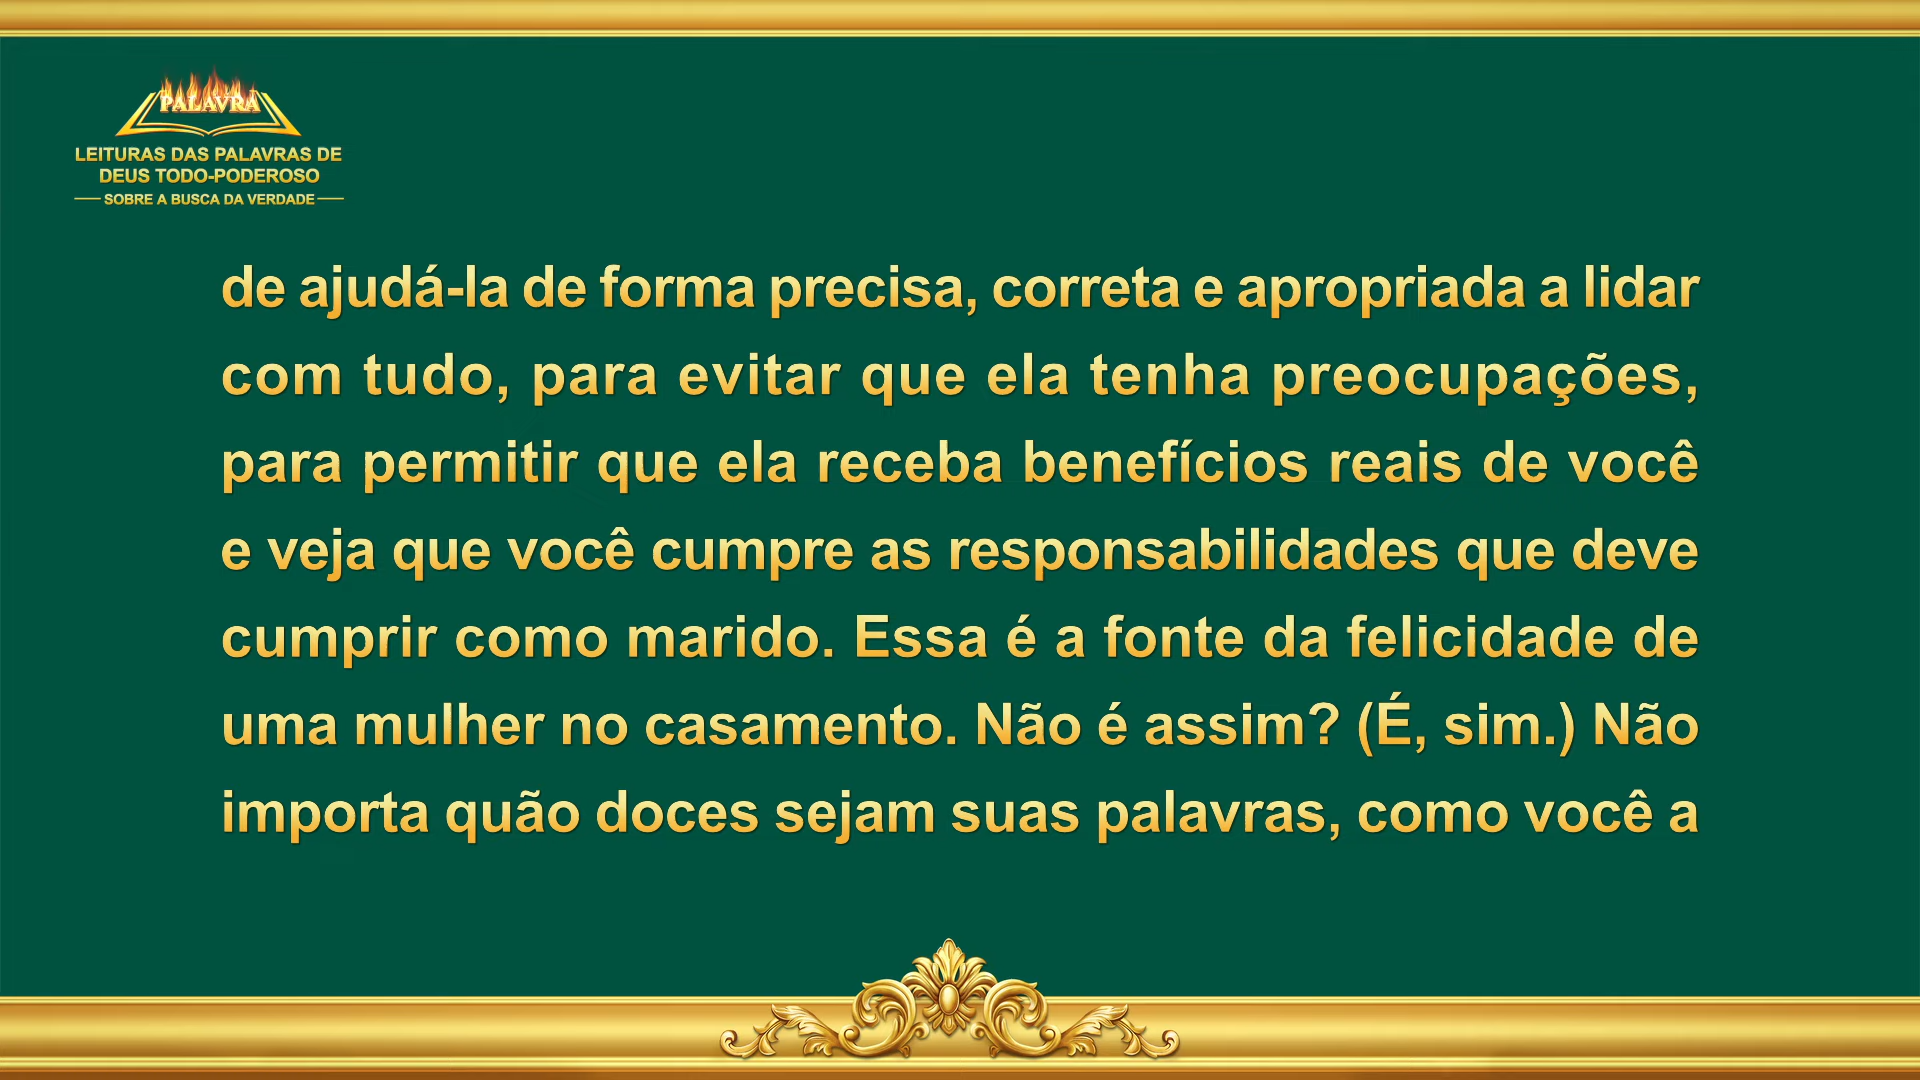 PALAVRA
LEITURAS DAS PALAVRAS DE
DEUS TODO-PODEROSO
SOBRE A BUSCA DA VERDADE
de ajudá-la de forma precisa, correta e apropriada a lidar
com tudo, para evitar que ela tenha preocupações,
para permitir que ela receba benefícios reais de você
e veja que você cumpre as responsabilidades que deve
cumprir como marido. Essa é a fonte da felicidade de
uma mulher no casamento. Não é assim? (É, sim.) Não
importa quão doces sejam suas palavras, como você a